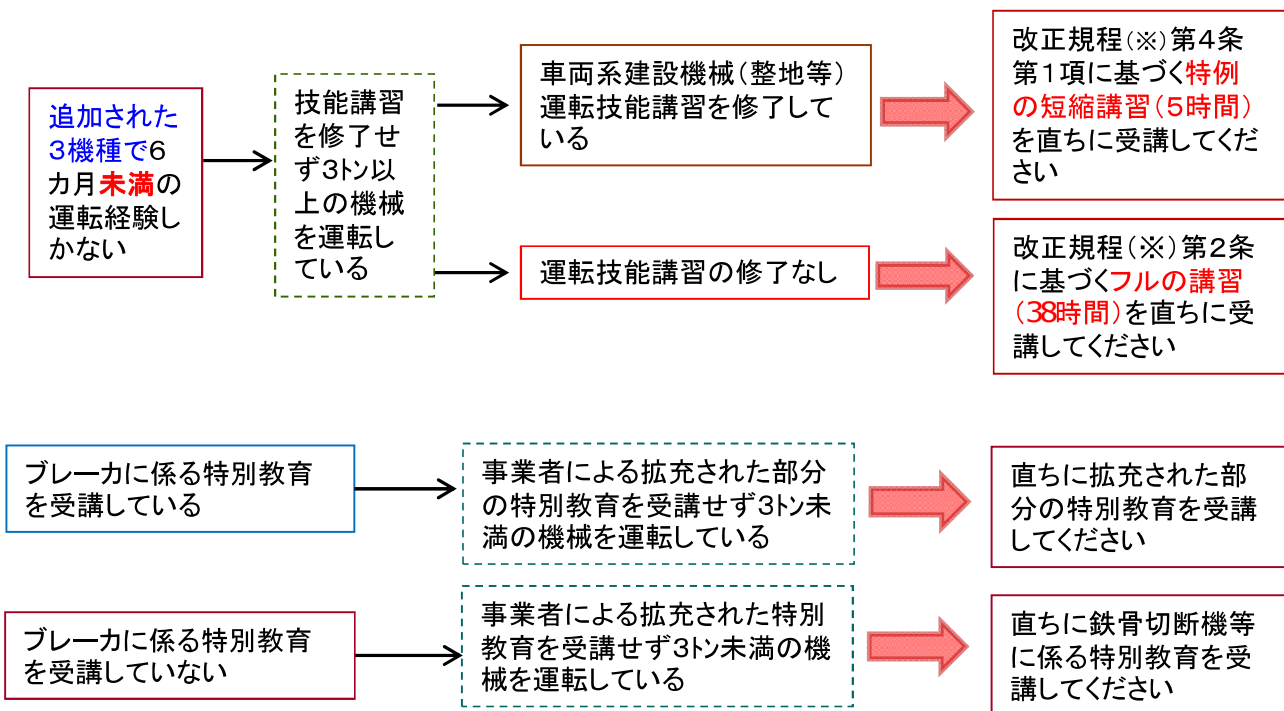 追加された
3機種で6
カ月未満の
運転経験し
かない
技能講習
を修了せ
ず3トン以
上の機械
を運転し
ている
車両系建設機械(整地等)
運転技能講習を修了して
いる
改正規程(※)第4条
第1項に基づく特例
の短縮講習(5時間)
を直ちに受講してくだ
さい
運転技能講習の修了なし
改正規程(※)第2条
に基づくフルの講習
(38時間)を直ちに受
講してください
ブレーカに係る特別教育
を受講している
事業者による拡充された部分
の特別教育を受講せず3トン未
満の機械を運転している
直ちに拡充された部
分の特別教育を受講
してください
ブレーカに係る特別教育
を受講していない
事業者による拡充された特別
教育を受講せず3トン未満の機
械を運転している
直ちに鉄骨切断機等
に係る特別教育を受
講してください